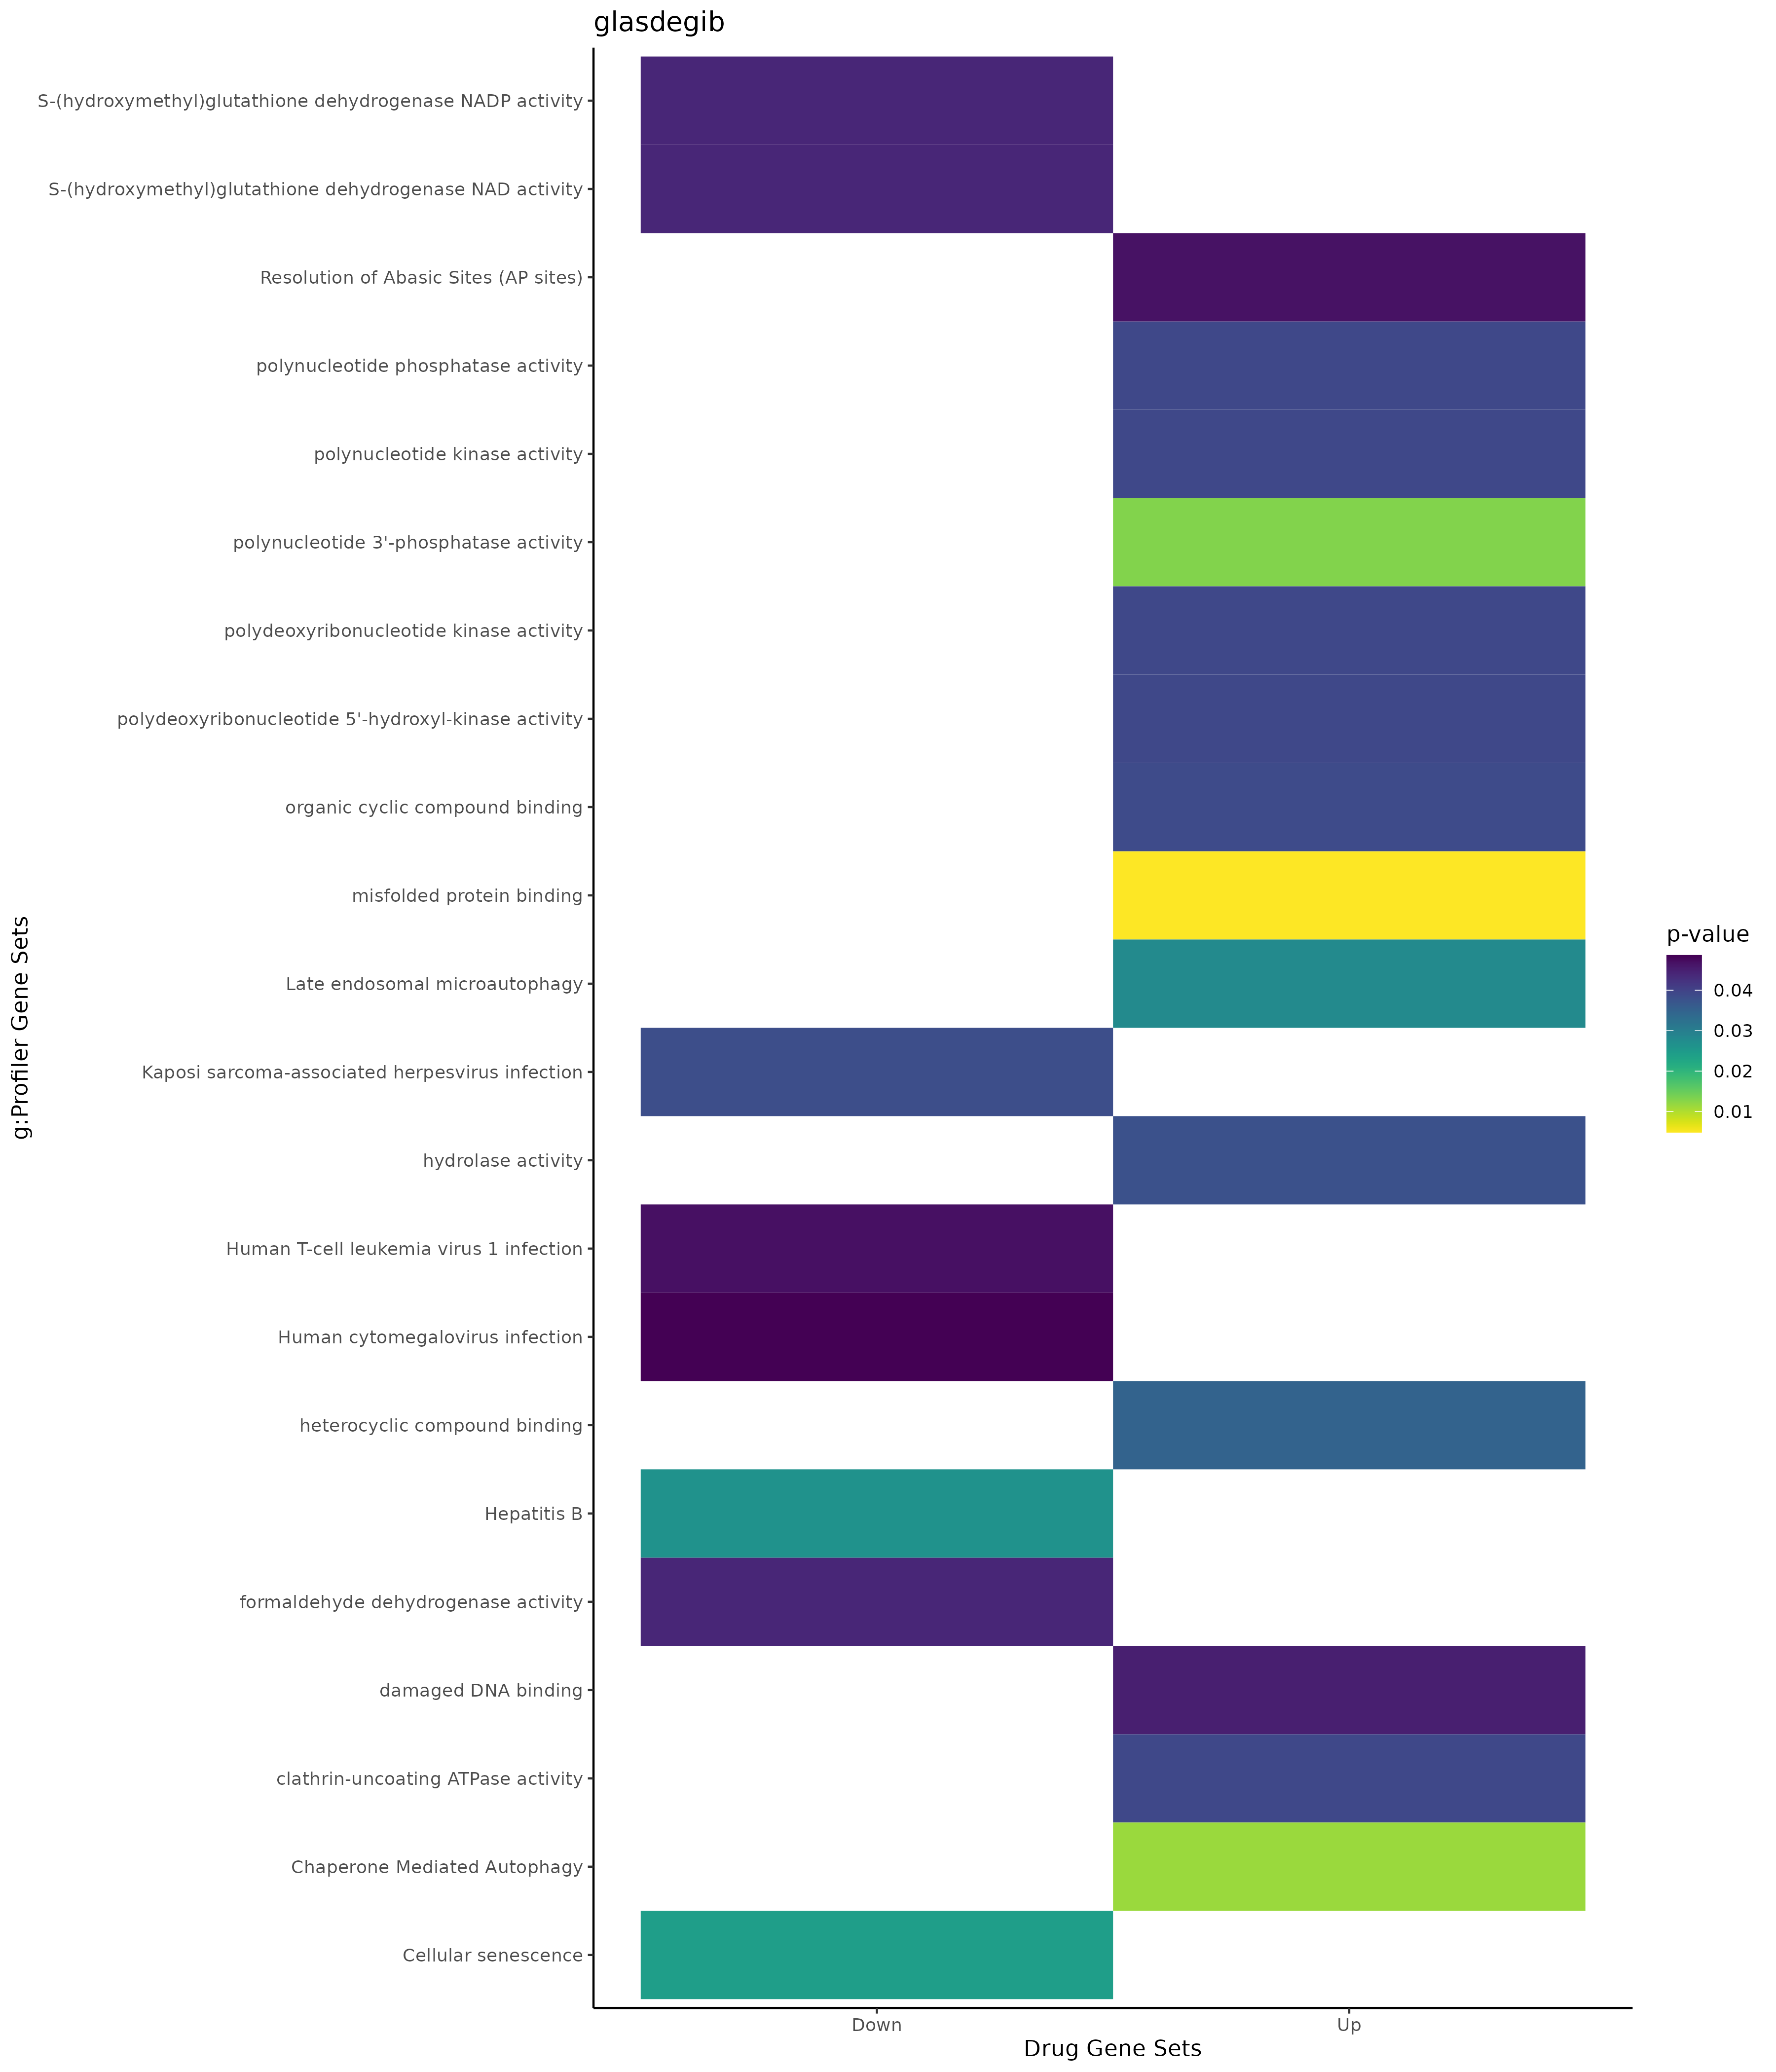 glasdegib
S-(hydroxymethyl)glutathione dehydrogenase NADP activity
S-(hydroxymethyl)glutathione dehydrogenase NAD activity
Resolution of Abasic Sites (AP sites)
polynucleotide phosphatase activity
polynucleotide kinase activity
polynucleotide 3'-phosphatase activity
polydeoxyribonucleotide kinase activity
polydeoxyribonucleotide 5'-hydroxyl-kinase activity
organic cyclic compound binding
misfolded protein binding
Late endosomal microautophagy
Kaposi sarcoma-associated herpesvirus infection
hydrolase activity
Human T-cell leukemia virus 1 infection
Human cytomegalovirus infection
heterocyclic compound binding
Hepatitis B
formaldehyde dehydrogenase activity
damaged DNA binding
clathrin-uncoating ATPase activity
Chaperone Mediated Autophagy
Cellular senescence
g:Profiler Gene Sets
Down
Up
Drug Gene Sets
p-value
0.04
0.03
0.02
0.01